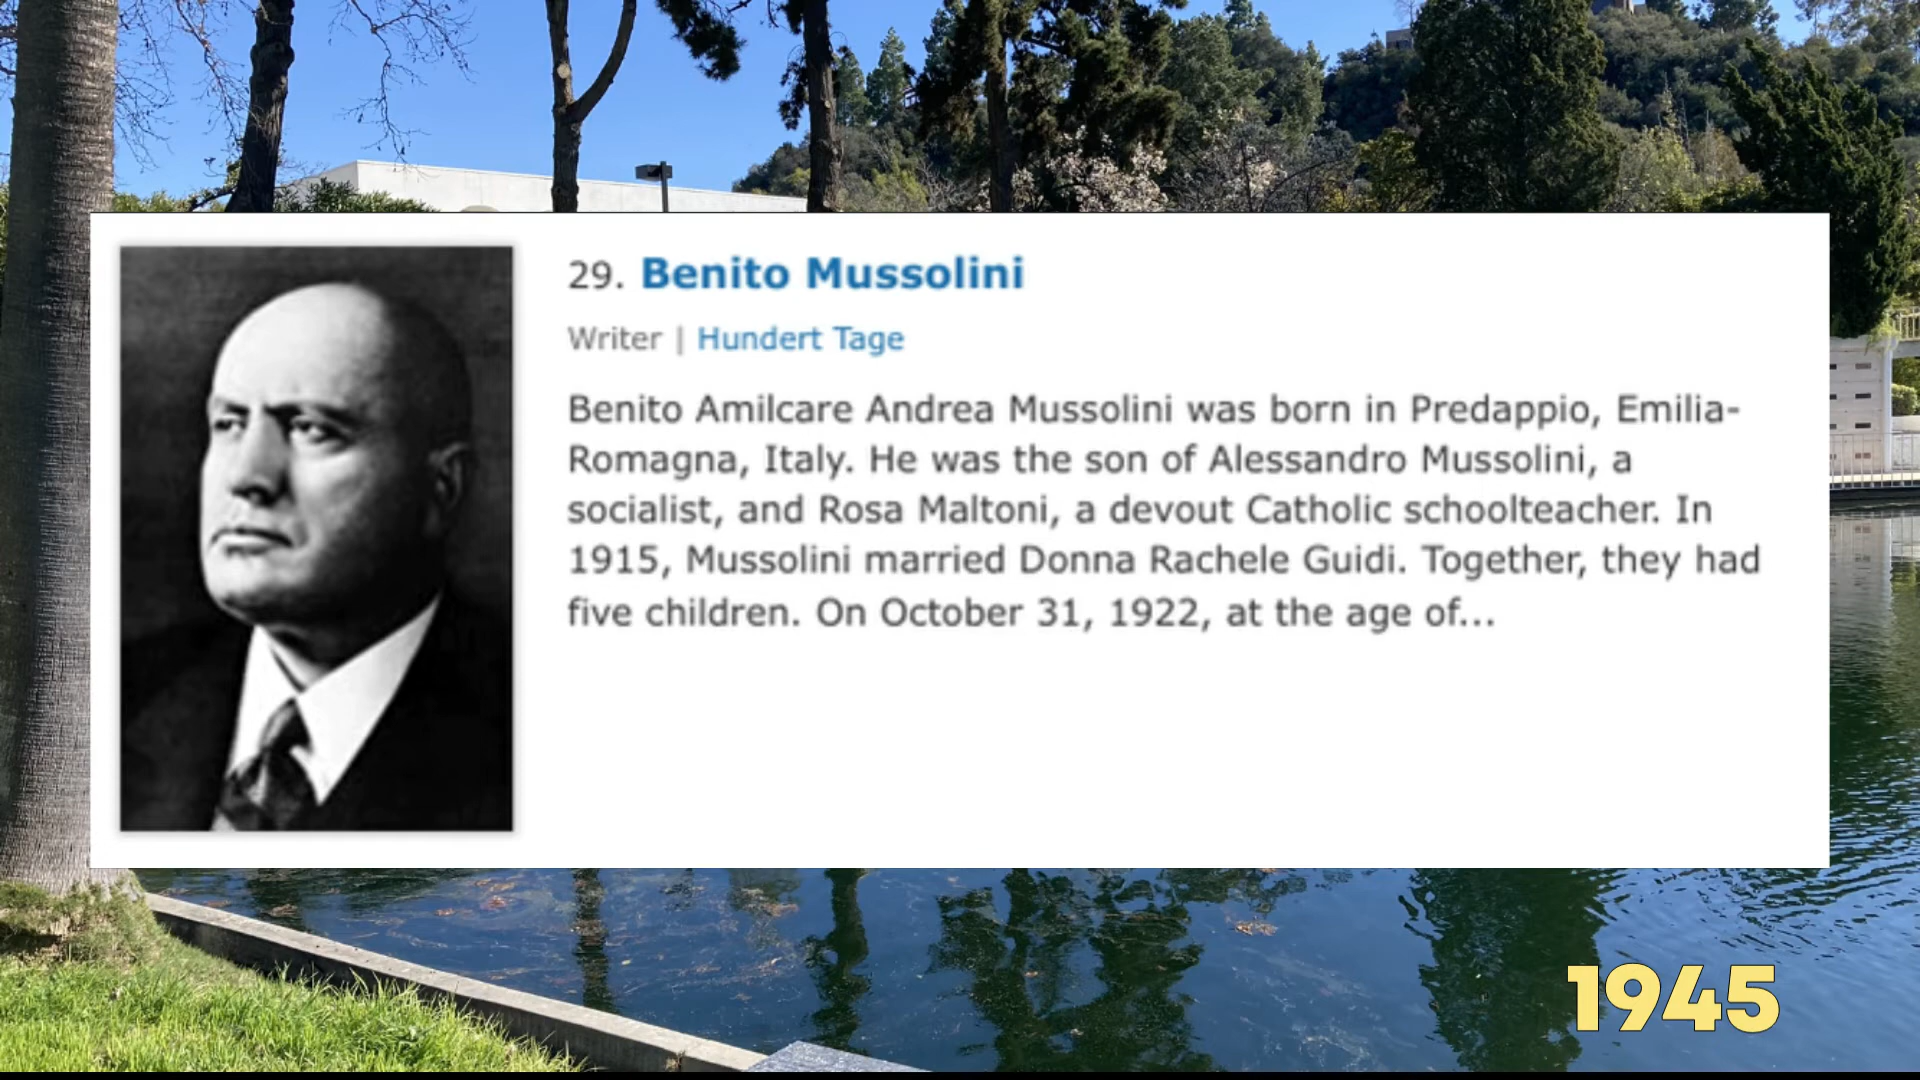 29. Benito Mussolini
Writer | Hundert Tage
Benito Amilcare Andrea Mussolini was born in Predappio, Emilia-
Romagna, Italy. He was the son of Alessandro Mussolini, a
socialist, and Rosa Maltoni, a devout Catholic schoolteacher. In
1915, Mussolini married Donna Rachele Guidi. Together, they had
five children. On October 31, 1922, at the age of...
1945